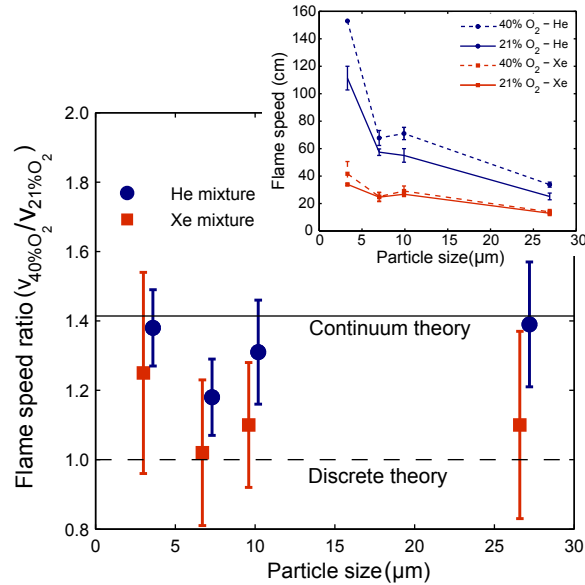 160
140
120
100
80
60
40
20
0
Flame speed (cm)
40% O2 − He
21% O2 − He
40% O2 − Xe
21% O2 − Xe
0 5 10 15 20 25 30
Particle size(μm)
2.0
1.8
1.6
1.4
1.2
1.0
0.8
Flame speed ratio (v40%O2/v21%O2)
He mixture
Xe mixture
Continuum theory
Discrete theory
0 5 10 15 20 25 30
Particle size(μm)